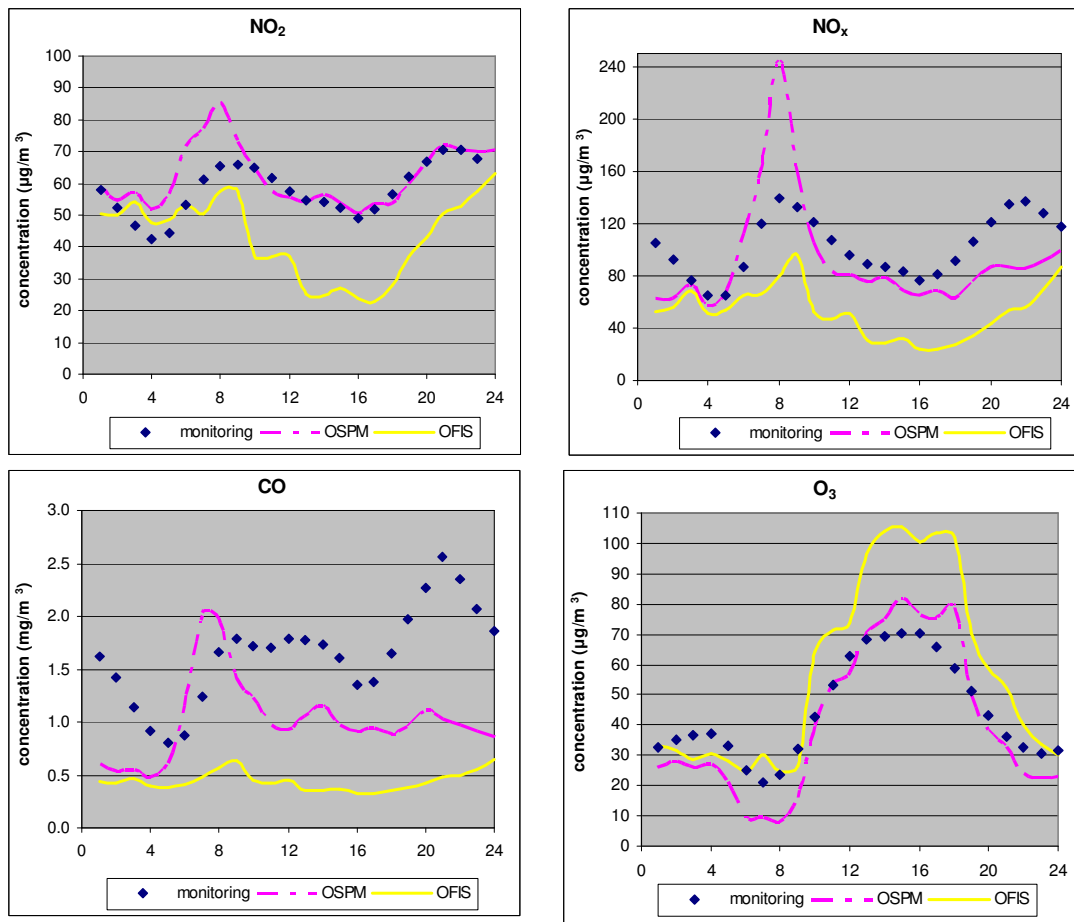 NO₂
concentration (µg/m ³)
100
90
80
70
60
50
40
30
20
10
0
0 4 8 12 16 20 24
monitoring OSPM OFIS
NOₓ
concentration (µg/m ³)
240
200
160
120
80
40
0
0 4 8 12 16 20 24
monitoring OSPM OFIS
CO
concentration (mg/m ³)
3.0
2.5
2.0
1.5
1.0
0.5
0.0
0 4 8 12 16 20 24
monitoring OSPM OFIS
O₃
concentration (µg/m ³)
110
100
90
80
70
60
50
40
30
20
10
0
0 4 8 12 16 20 24
monitoring OSPM OFIS